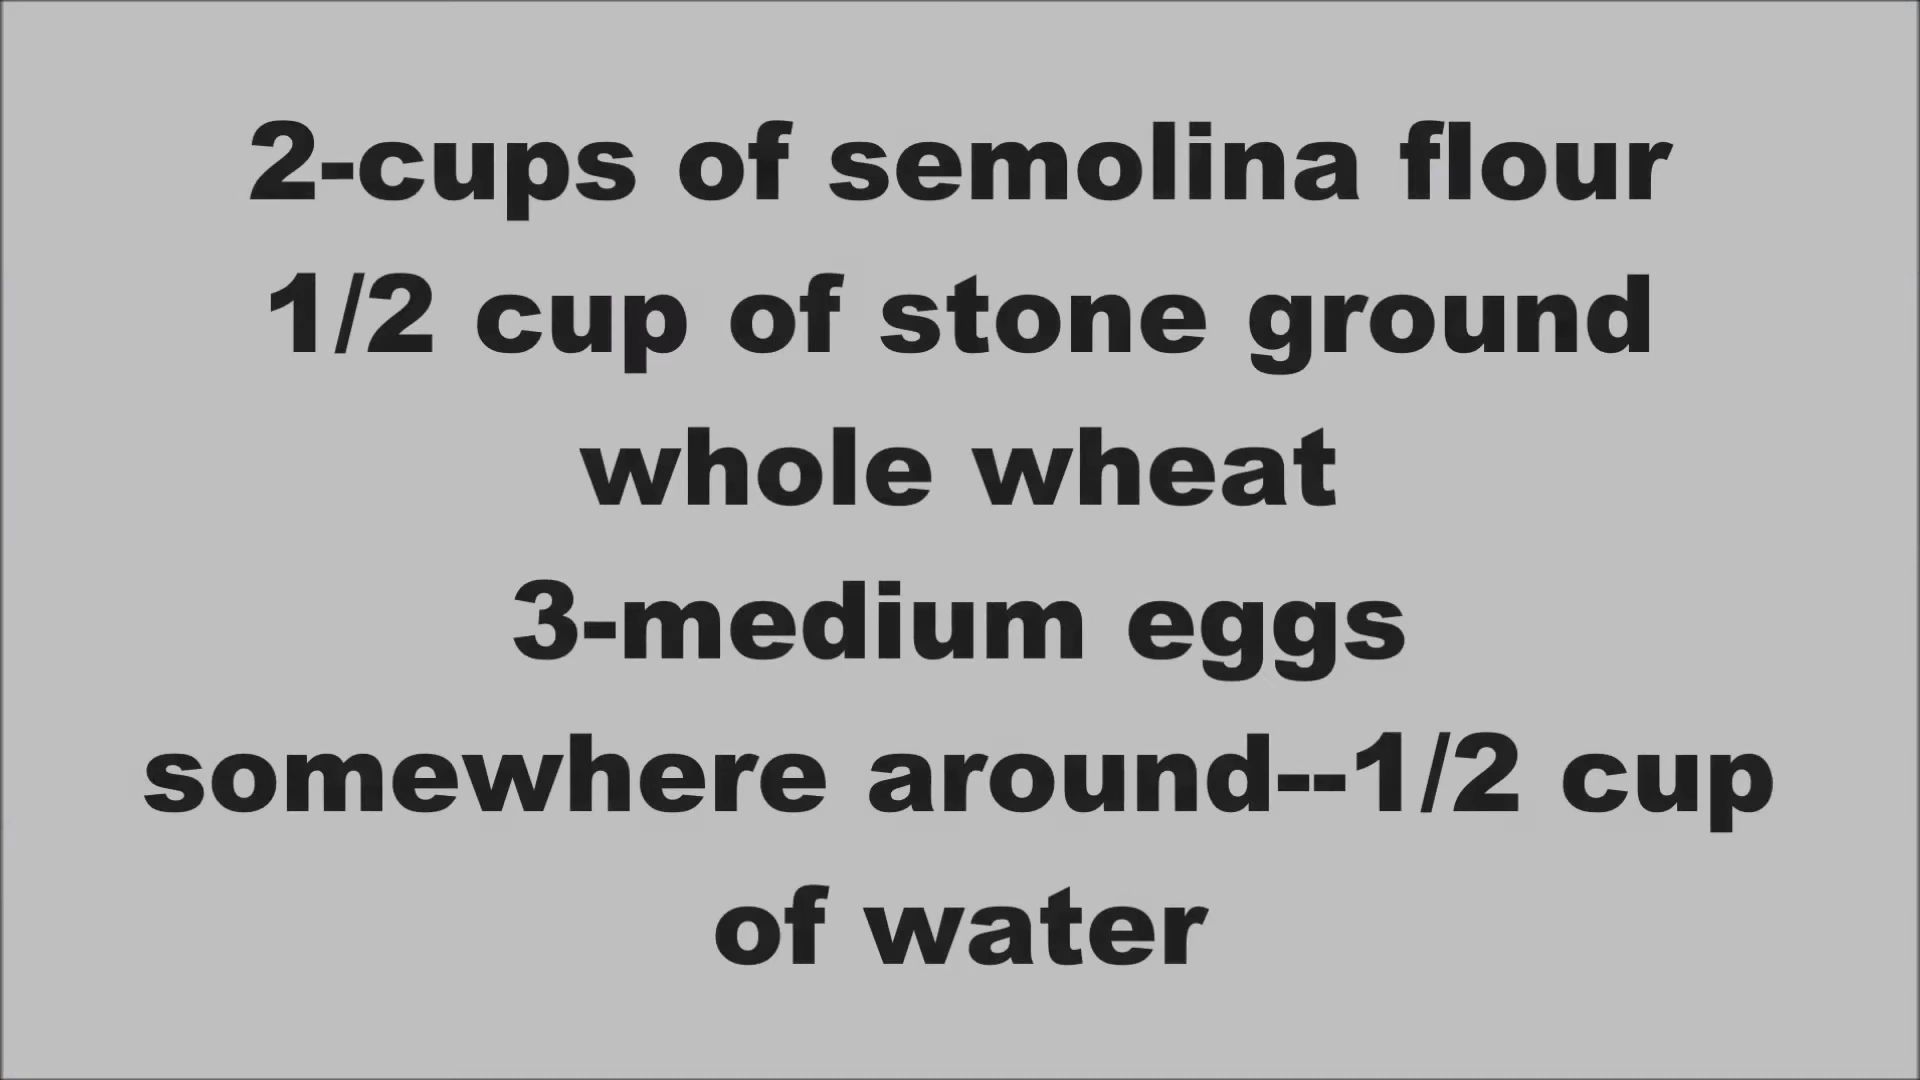 2-cups of semolina flour
1/2 cup of stone ground
whole wheat
3-medium eggs
somewhere around--1/2 cup
of water